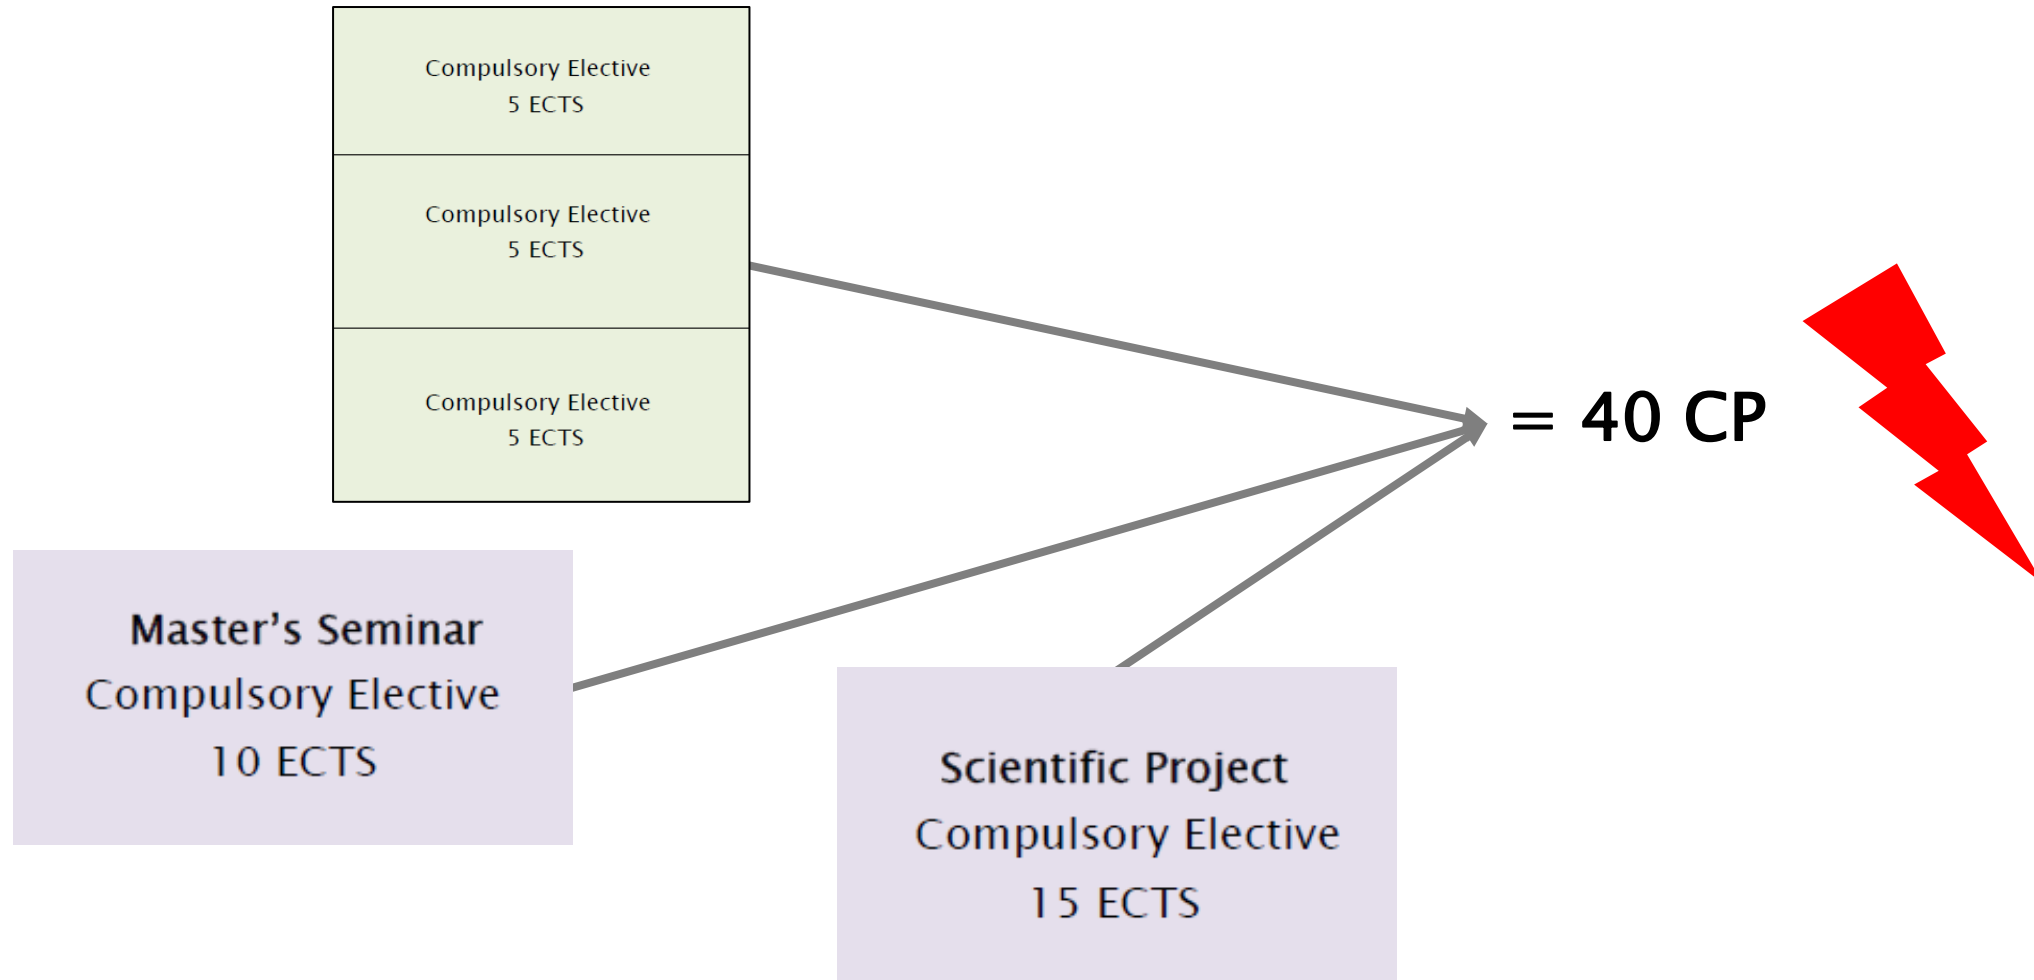 Compulsory Elective
5 ECTS
Compulsory Elective
5 ECTS
Compulsory Elective
5 ECTS
= 40 CP
Master’s Seminar
Compulsory Elective
10 ECTS
Scientific Project
Compulsory Elective
15 ECTS